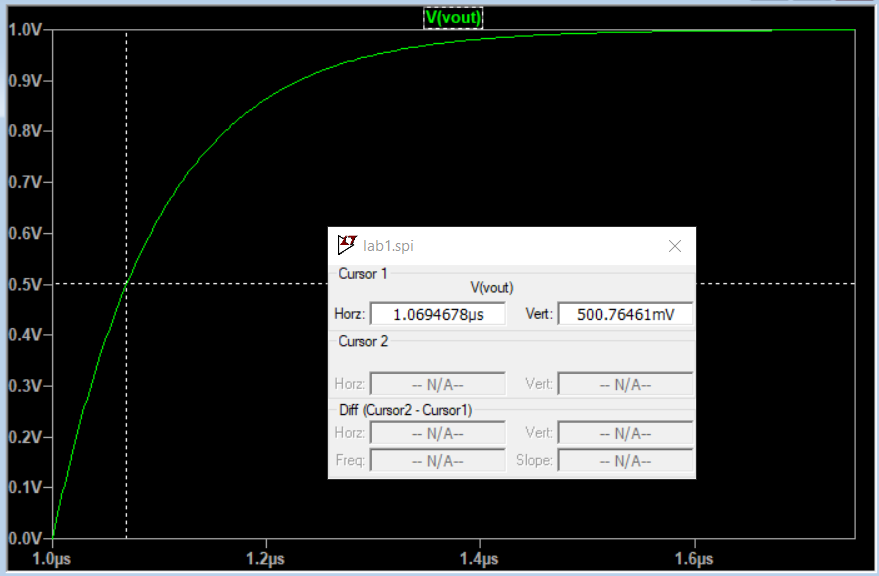 V(vout)
1.0V
0.9V
0.8V
0.7V
0.6V
0.5V
0.4V
0.3V
0.2V
0.1V
0.0V
1.0µs 1.2µs 1.4µs 1.6µs
lab1.spi
Cursor 1
V(vout)
Horz: 1.0694678µs Vert: 500.76461mV
Cursor 2
Horz: -- N/A-- Vert: -- N/A--
Diff (Cursor2 - Cursor1)
Horz: -- N/A-- Vert: -- N/A--
Freq: -- N/A-- Slope: -- N/A--